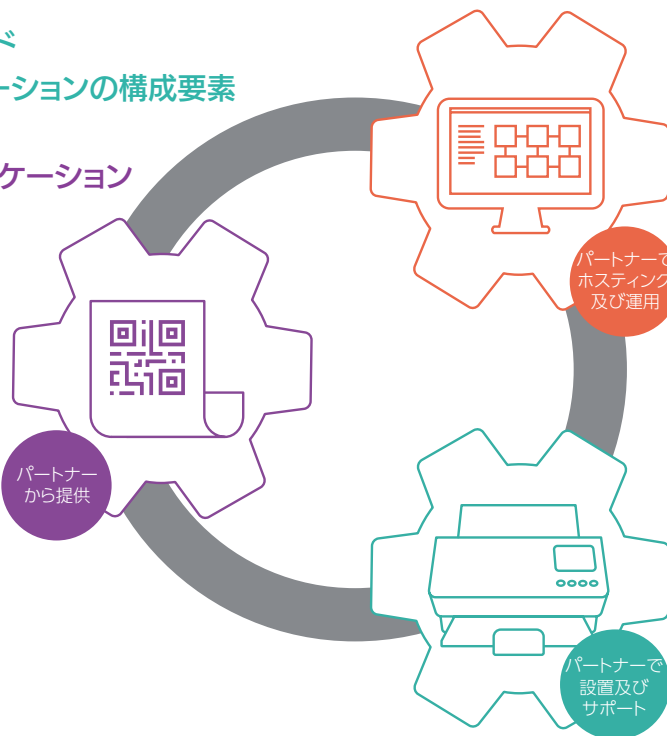 ド
ーションの構成要素
ケーション
パートナーで
ホスティング
及び運用
パートナー
から提供
パートナーで
設置及び
サポート